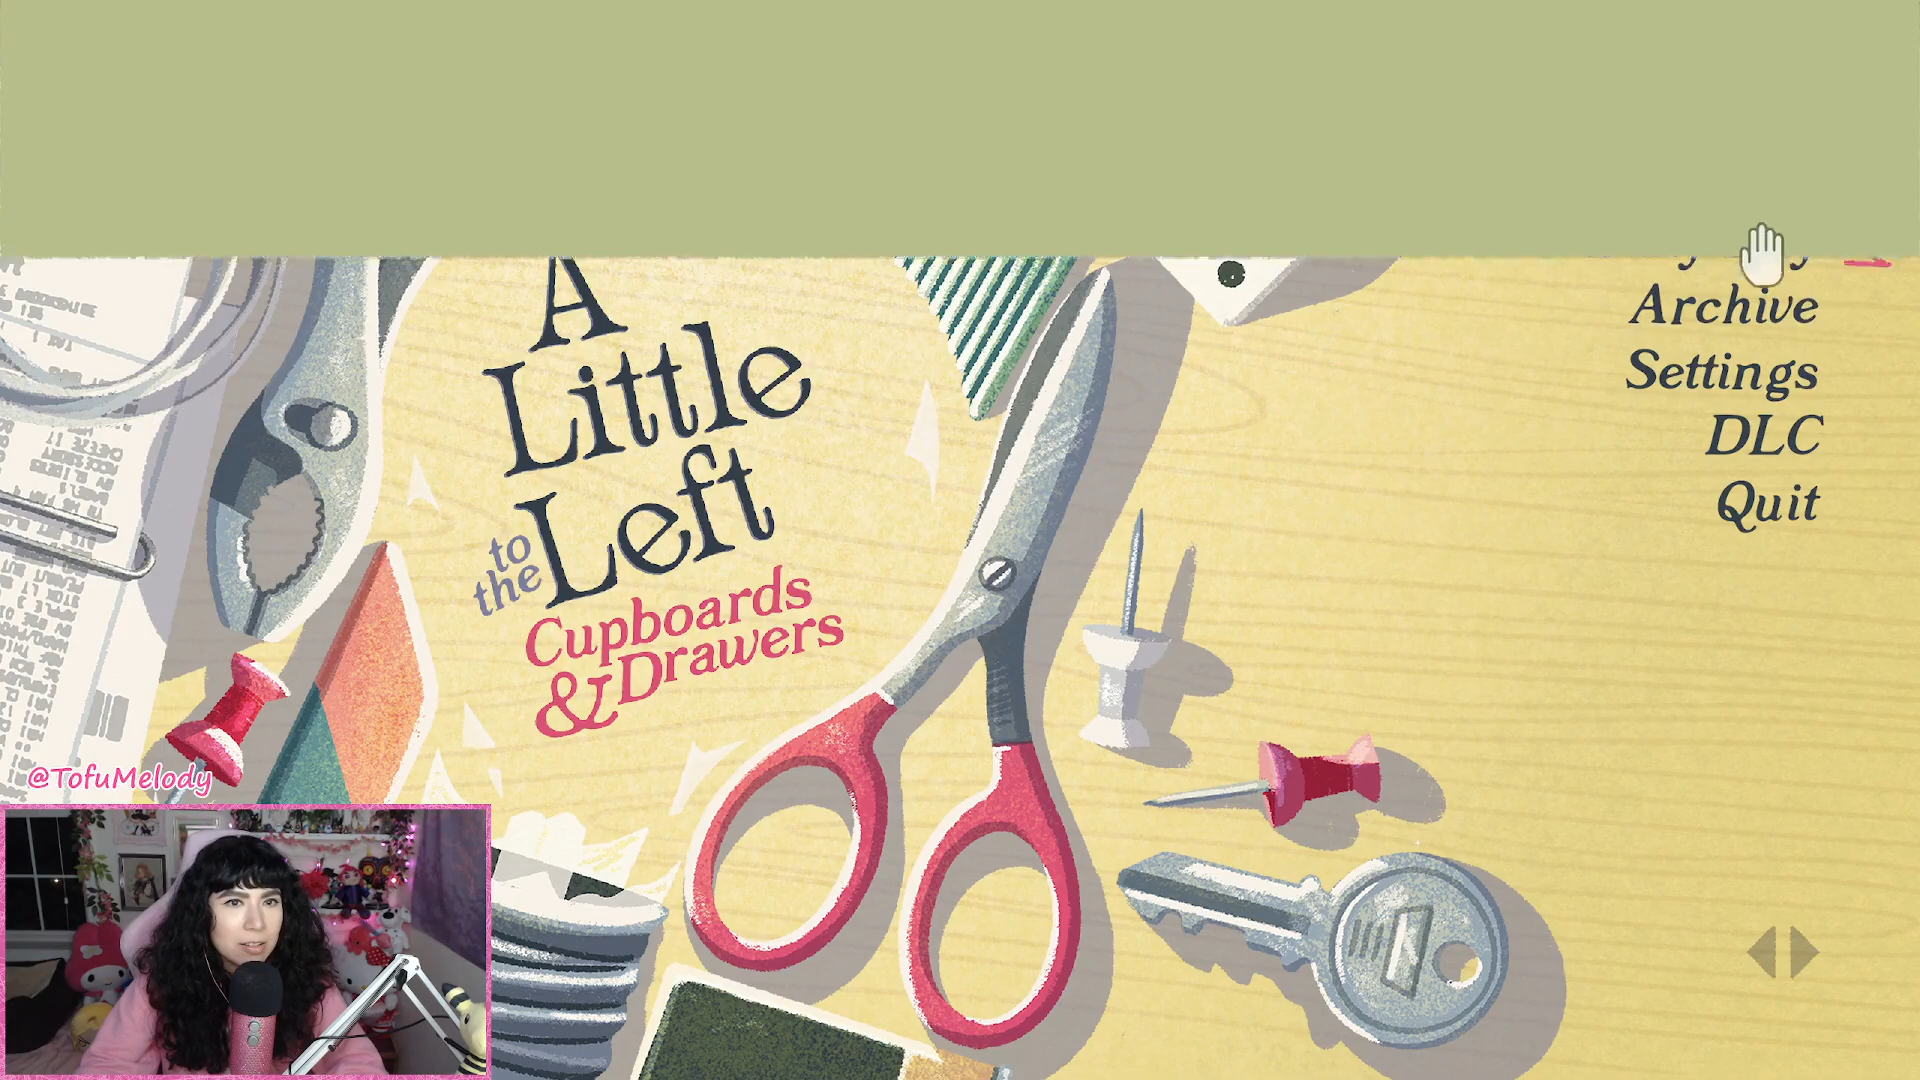 A
Little
to the Left
Cupboards
& Drawers
Archive
Settings
DLC
Quit
@TofuMelody